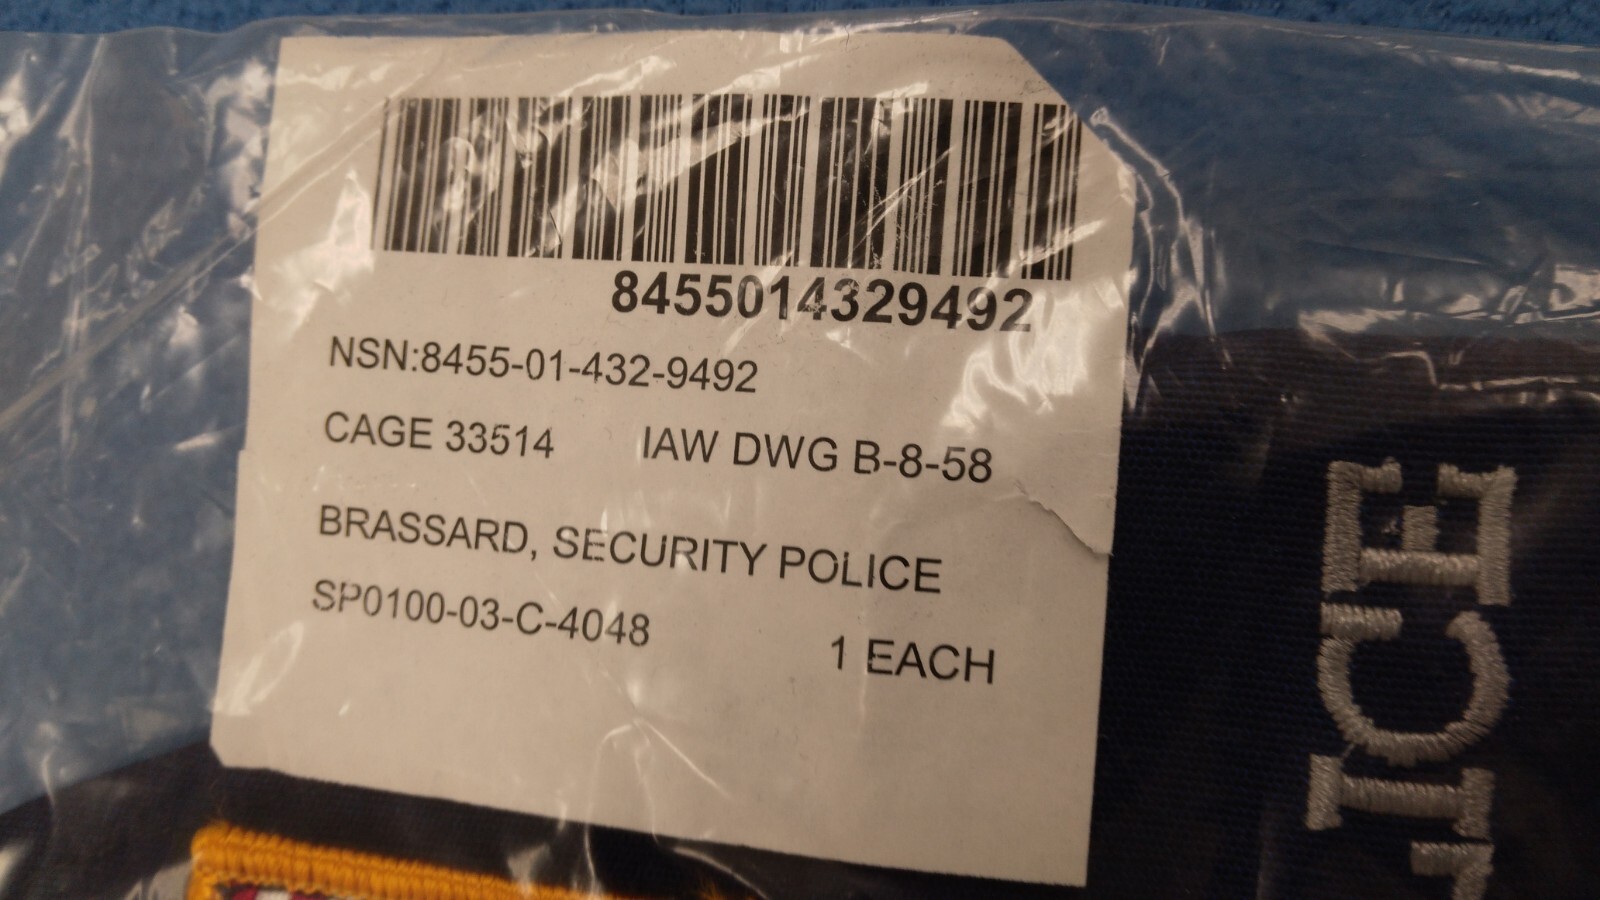 8455014329492
NSN:8455-01-432-9492
CAGE 33514 IAW DWG B-8-58
BRASSARD, SECURITY POLICE
SP0100-03-C-4048
1 EACH
ICE